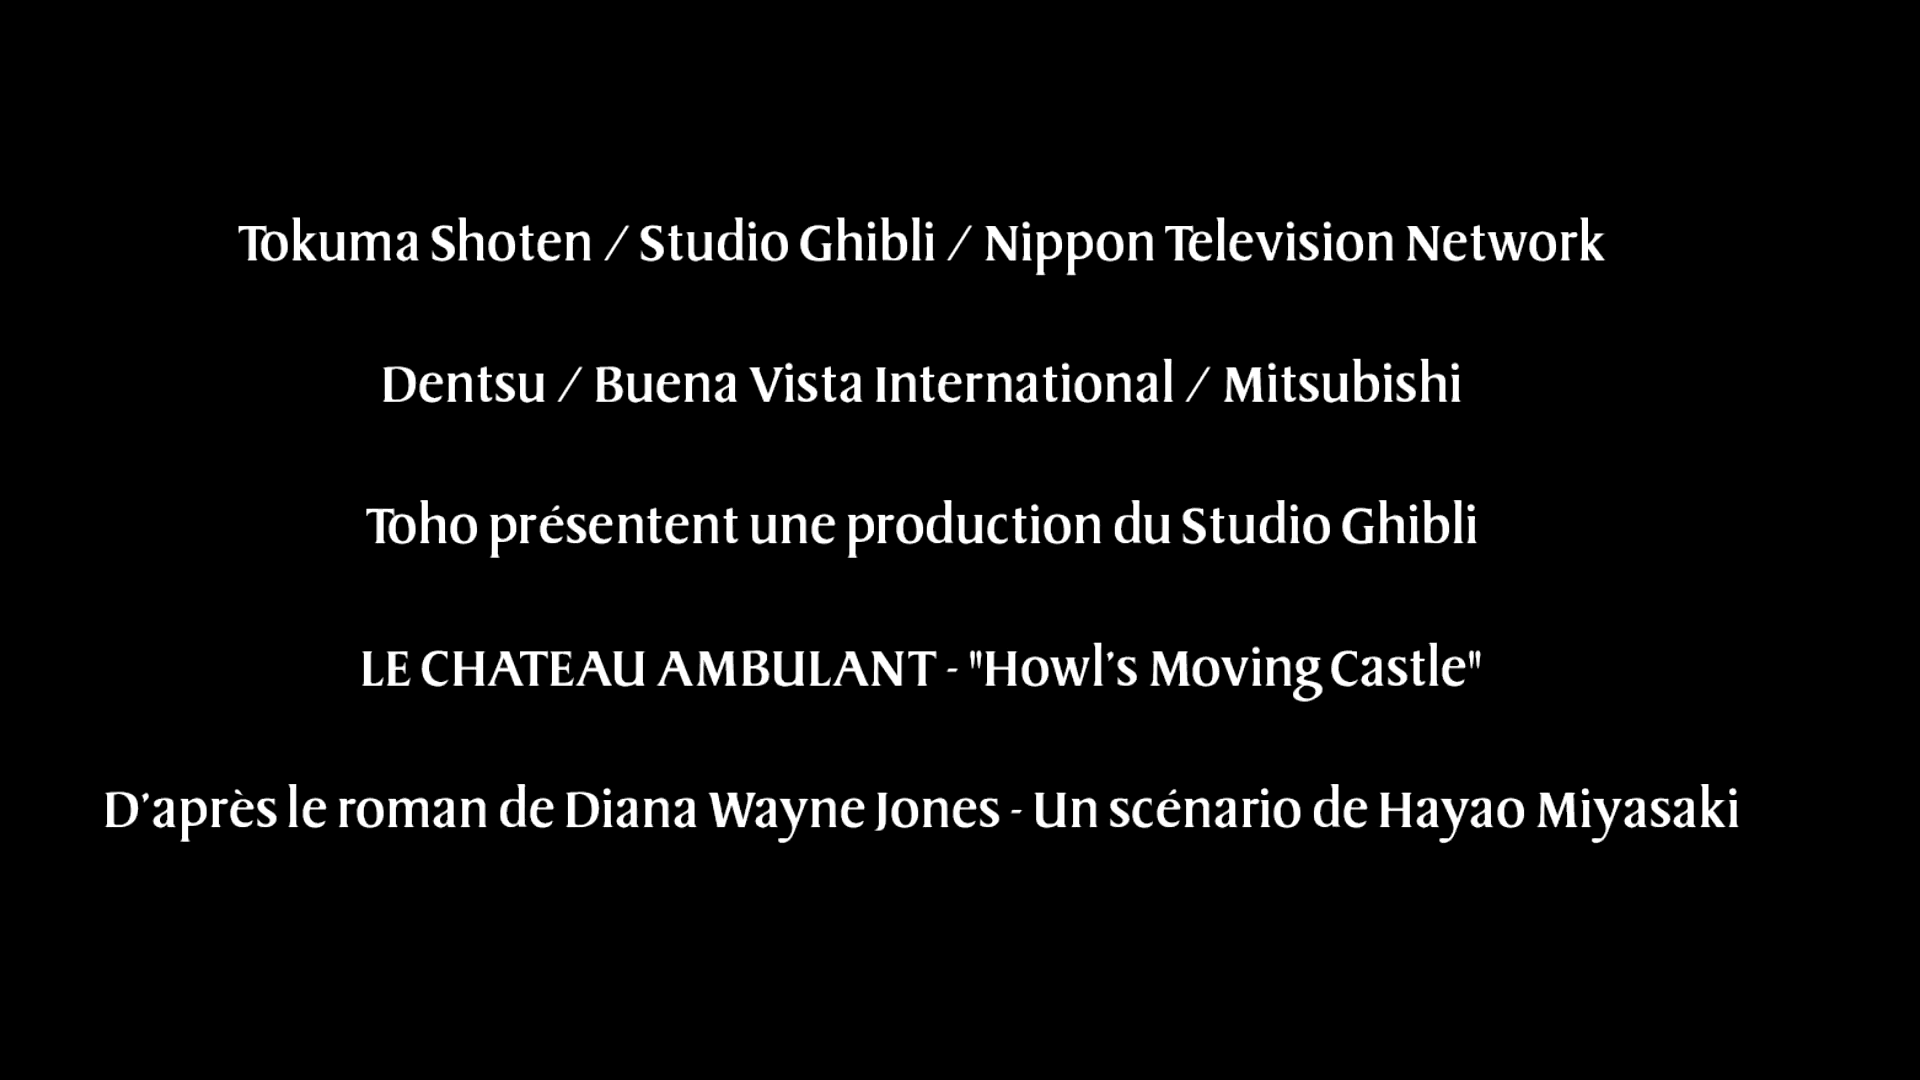 Tokuma Shoten / Studio Ghibli / Nippon Television Network
Dentsu / Buena Vista International / Mitsubishi
Toho présentent une production du Studio Ghibli
LE CHATEAU AMBULANT - "Howl's Moving Castle"
D'après le roman de Diana Wayne Jones - Un scénario de Hayao Miyasaki